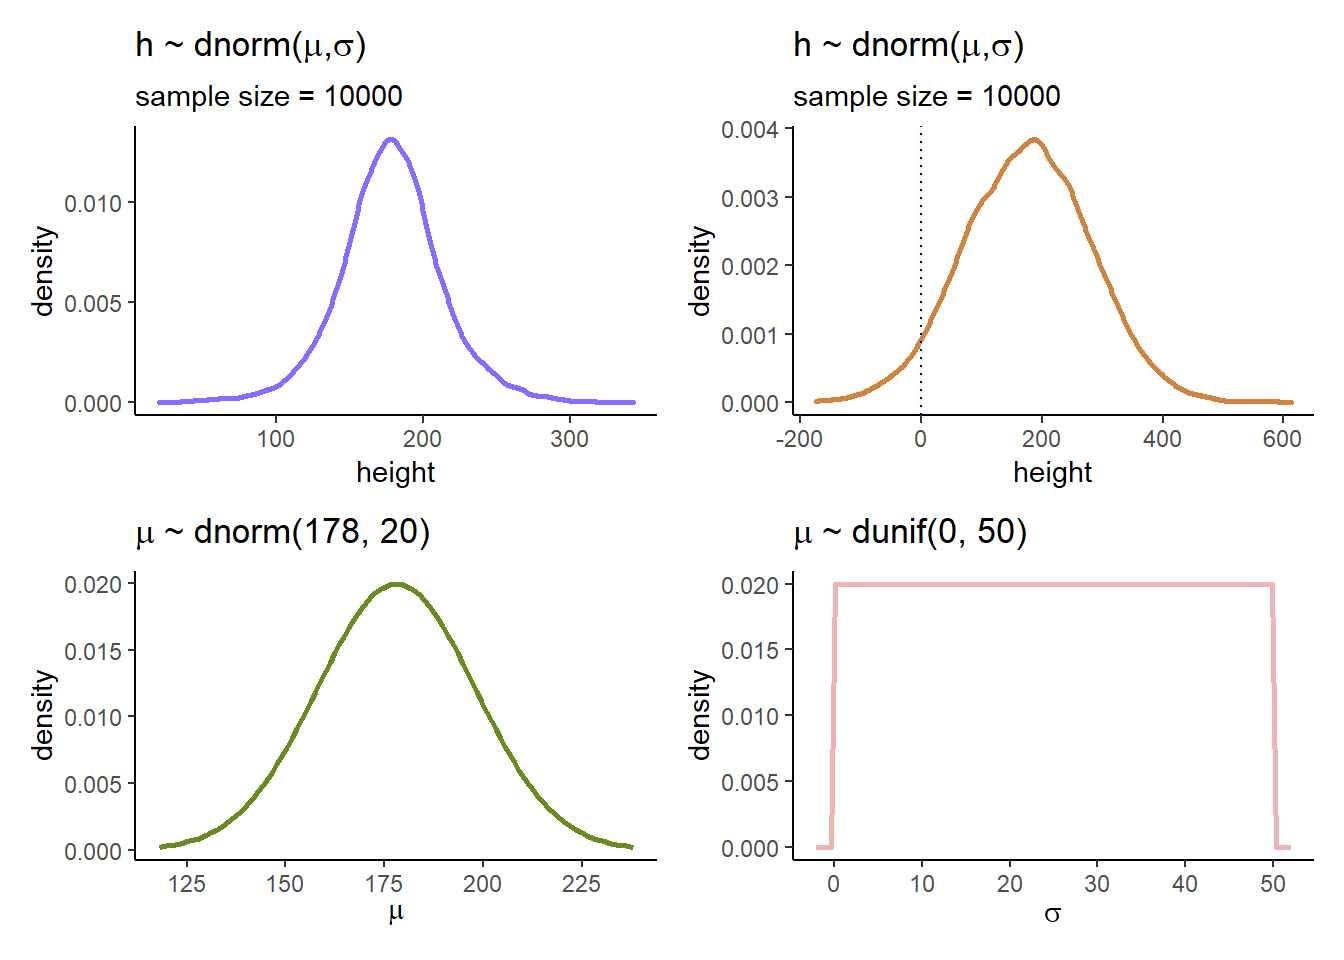 h ~ dnorm(μ,σ)
sample size = 10000
density
0.010
0.005
0.000
100 200 300
height
h ~ dnorm(μ,σ)
sample size = 10000
density
0.004
0.003
0.002
0.001
0.000
-200 0 200 400 600
height
μ ~ dnorm(178, 20)
density
0.020
0.015
0.010
0.005
0.000
125 150 175 200 225
μ
μ ~ dunif(0, 50)
density
0.020
0.015
0.010
0.005
0.000
0 10 20 30 40 50
σ